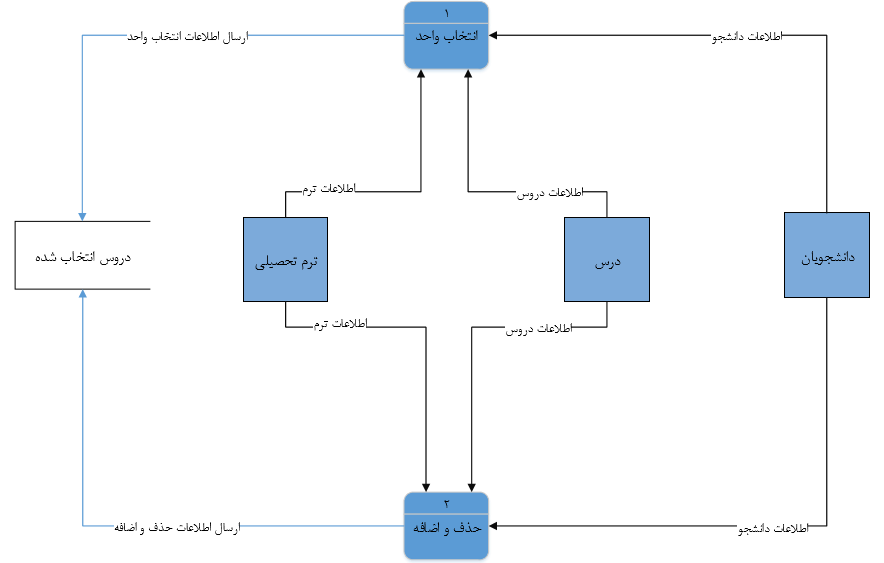 ۱
انتخاب واحد
اطلاعات دانشجو
ارسال اطلاعات انتخاب واحد
اطلاعات ترم
اطلاعات دروس
دانشجویان
درس
ترم تحصیلی
دروس انتخاب شده
اطلاعات ترم
اطلاعات دروس
۲
حذف و اضافه
اطلاعات دانشجو
ارسال اطلاعات حذف و اضافه